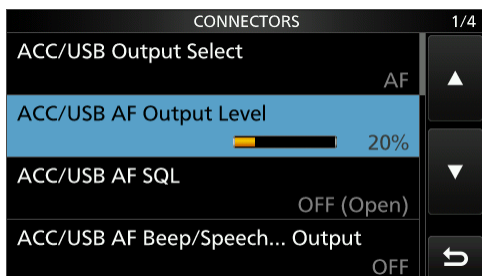 CONNECTORS 1/4
ACC/USB Output Select
AF
ACC/USB AF Output Level
20%
ACC/USB AF SQL
OFF (Open)
ACC/USB AF Beep/Speech... Output
OFF